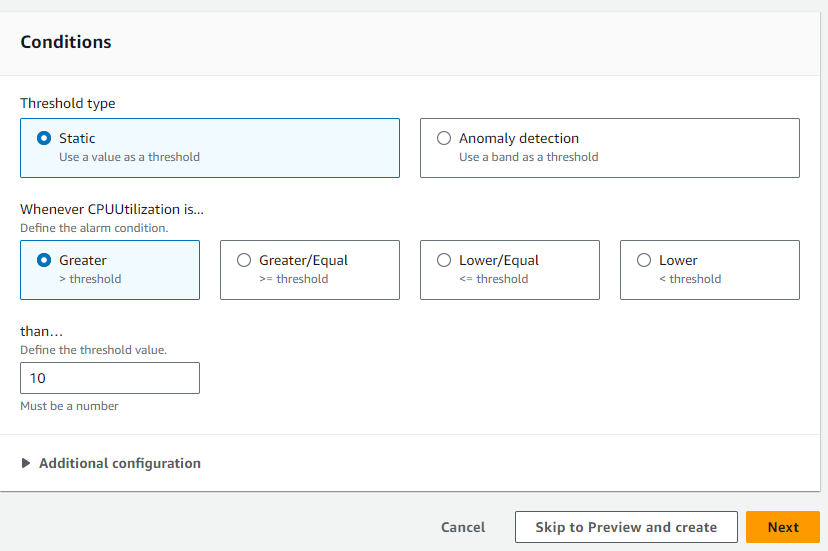 Conditions
Threshold type
Static
Use a value as a threshold
Anomaly detection
Use a band as a threshold
Whenever CPUUtilization is...
Define the alarm condition.
Greater
> threshold
Greater/Equal
>= threshold
Lower/Equal
<= threshold
Lower
< threshold
than...
Define the threshold value.
10
Must be a number
Additional configuration
Cancel
Skip to Preview and create
Next